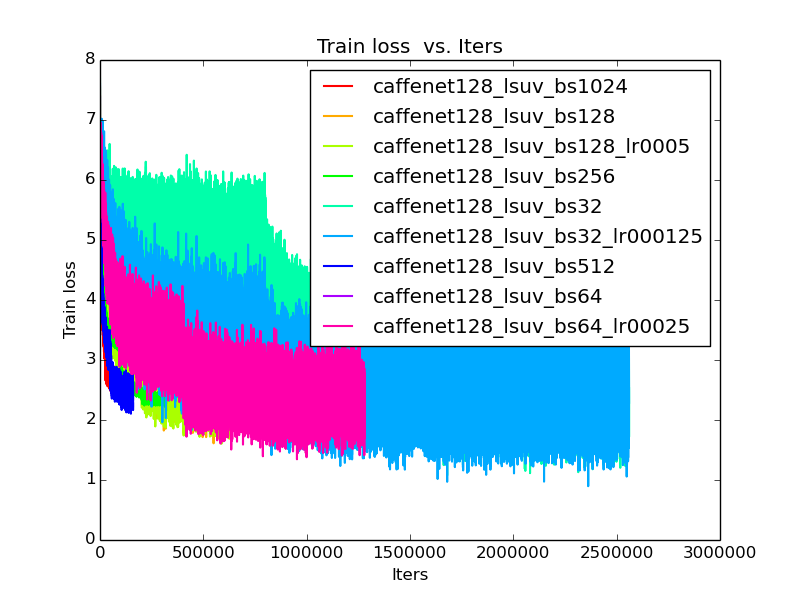 Train loss  vs. Iters
8
7
6
5
4
3
2
1
0
Train loss
caffenet128_lsuv_bs1024
caffenet128_lsuv_bs128
caffenet128_lsuv_bs128_lr0005
caffenet128_lsuv_bs256
caffenet128_lsuv_bs32
caffenet128_lsuv_bs32_lr000125
caffenet128_lsuv_bs512
caffenet128_lsuv_bs64
caffenet128_lsuv_bs64_lr00025
0 500000 1000000 1500000 2000000 2500000 3000000
Iters